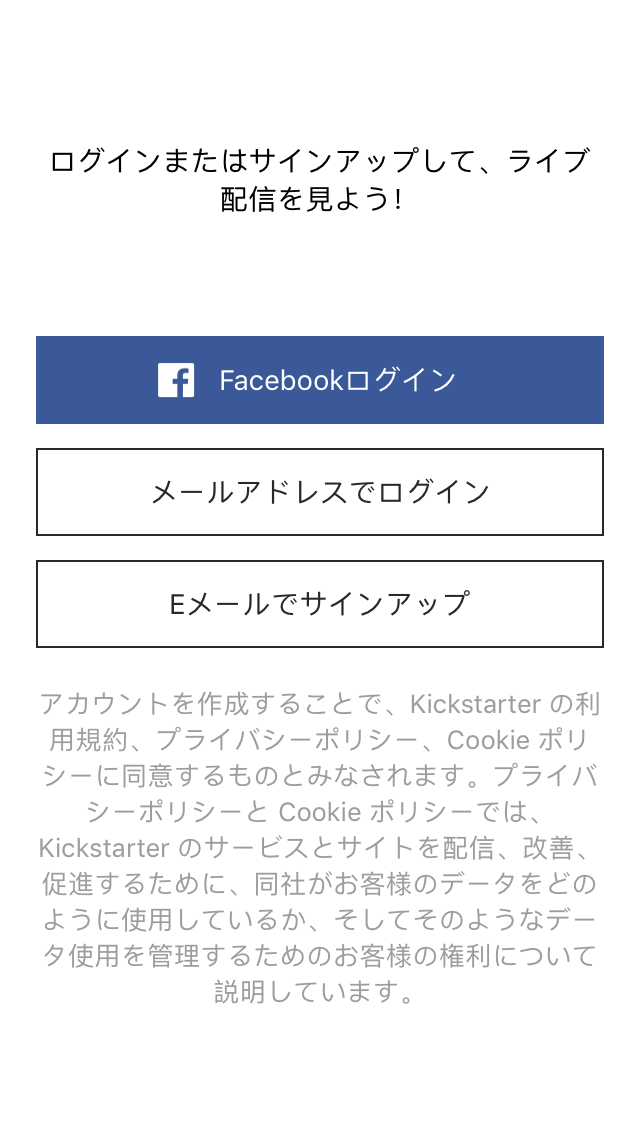 ログインまたはサインアップして、ライブ
配信を見よう!
Facebookログイン
メールアドレスでログイン
Eメールでサインアップ
アカウントを作成することで、Kickstarter の利
用規約、プライバシーポリシー、Cookie ポリ
シーに同意するものとみなされます。プライバ
シーポリシーと Cookie ポリシーでは、
Kickstarter のサービスとサイトを配信、改善、
促進するために、同社がお客様のデータをどの
ように使用しているか、そしてそのようなデー
タ使用を管理するためのお客様の権利について
説明しています。